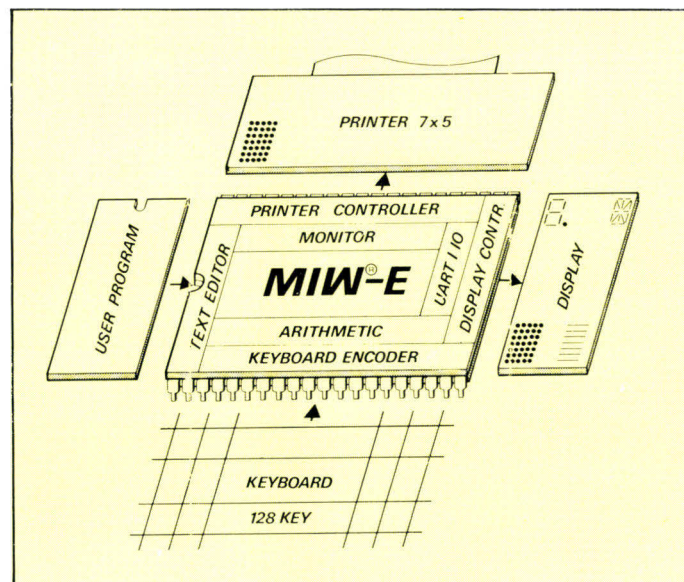 PRINTER 7x5
PRINTER CONTROLLER
MONITOR
USER PROGRAM
TEXT EDITOR
MIW®-E
UART I IO
DISPLAY CONTR.
DISPLAY
ARITHMETIC
KEYBOARD ENCODER
KEYBOARD
128 KEY